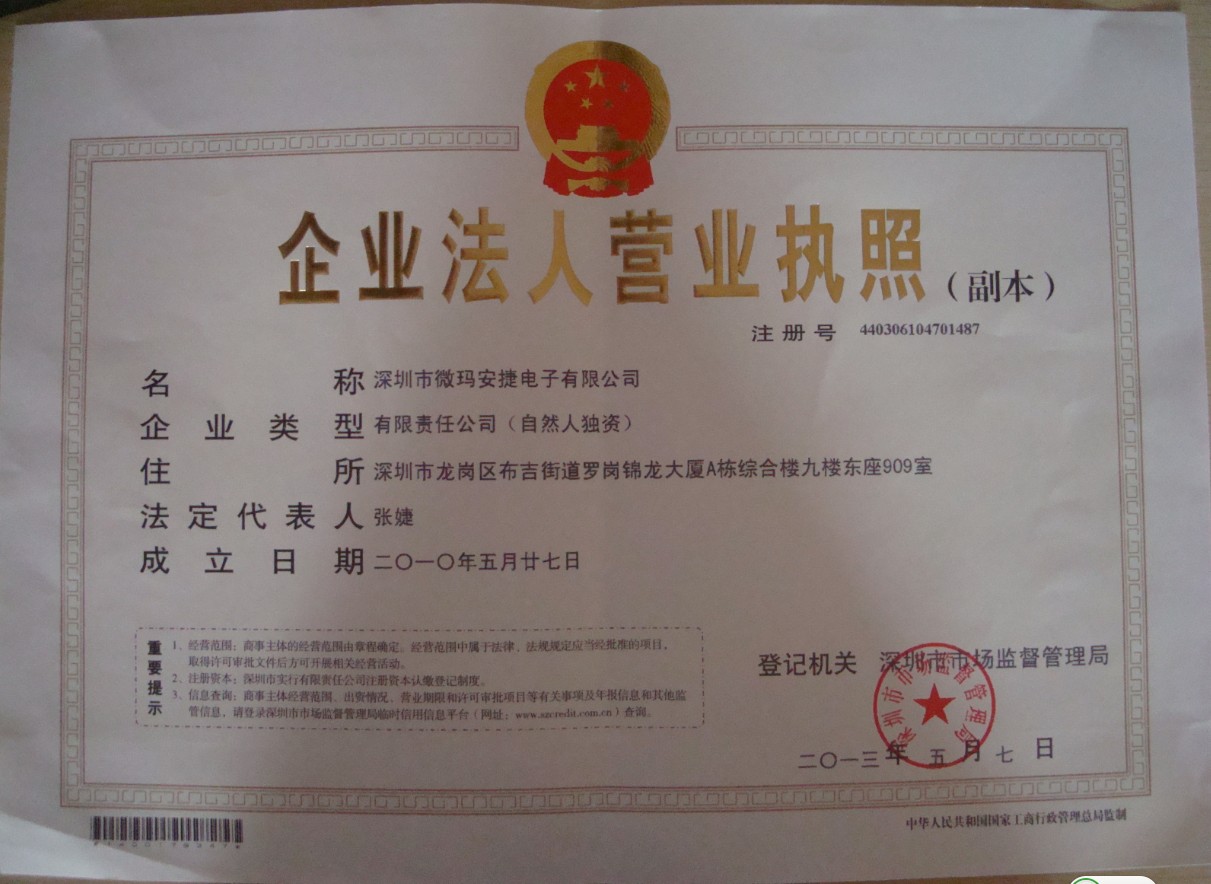 企业法人营业执照(副本)
注册号 440306104701487
名称 深圳市微玛安捷电子有限公司
企业类型 有限责任公司(自然人独资)
住所 深圳市龙岗区布吉街道罗岗锦龙大厦A栋综合楼九楼东座909室
法定代表人 张婕
成立日期 二〇一〇年五月廿七日
重要提示
1、经营范围:商事主体的经营范围由章程确定。经营范围中属于法律、法规规定应当经批准的项目,
取得许可审批文件后方可开展相关经营活动。
2、注册资本:深圳市实行有限责任公司注册资本认缴登记制度。
3、信息查询:商事主体经营范围、出资情况、营业期限和许可审批项目等有关事项及年报信息和其他监
管信息,请登录深圳市市场监督管理局临时信用信息平台(网址:www.szcredit.com.cn)查询。
登记机关 深圳市市场监督管理局
深圳市市场监督管理局
二〇一三年五月七日
中华人民共和国国家工商行政管理总局监制